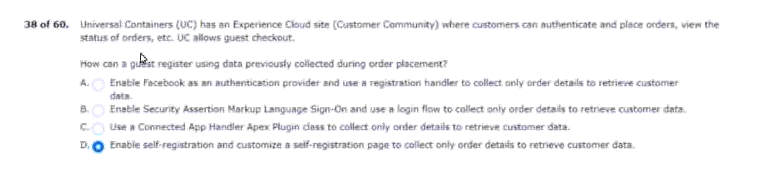 38 of 60. Universal Containers (UC) has an Experience Cloud site (Customer Community) where customers can authenticate and place orders, view the
status of orders, etc. UC allows guest checkout.
How can a guest register using data previously collected during order placement?
A. Enable Facebook as an authentication provider and use a registration handler to collect only order details to retrieve customer
data.
B. Enable Security Assertion Markup Language Sign-On and use a login flow to collect only order details to retrieve customer data.
C. Use a Connected App Handler Apex Plugin class to collect only order details to retrieve customer data.
D. Enable self-registration and customize a self-registration page to collect only order details to retrieve customer data.